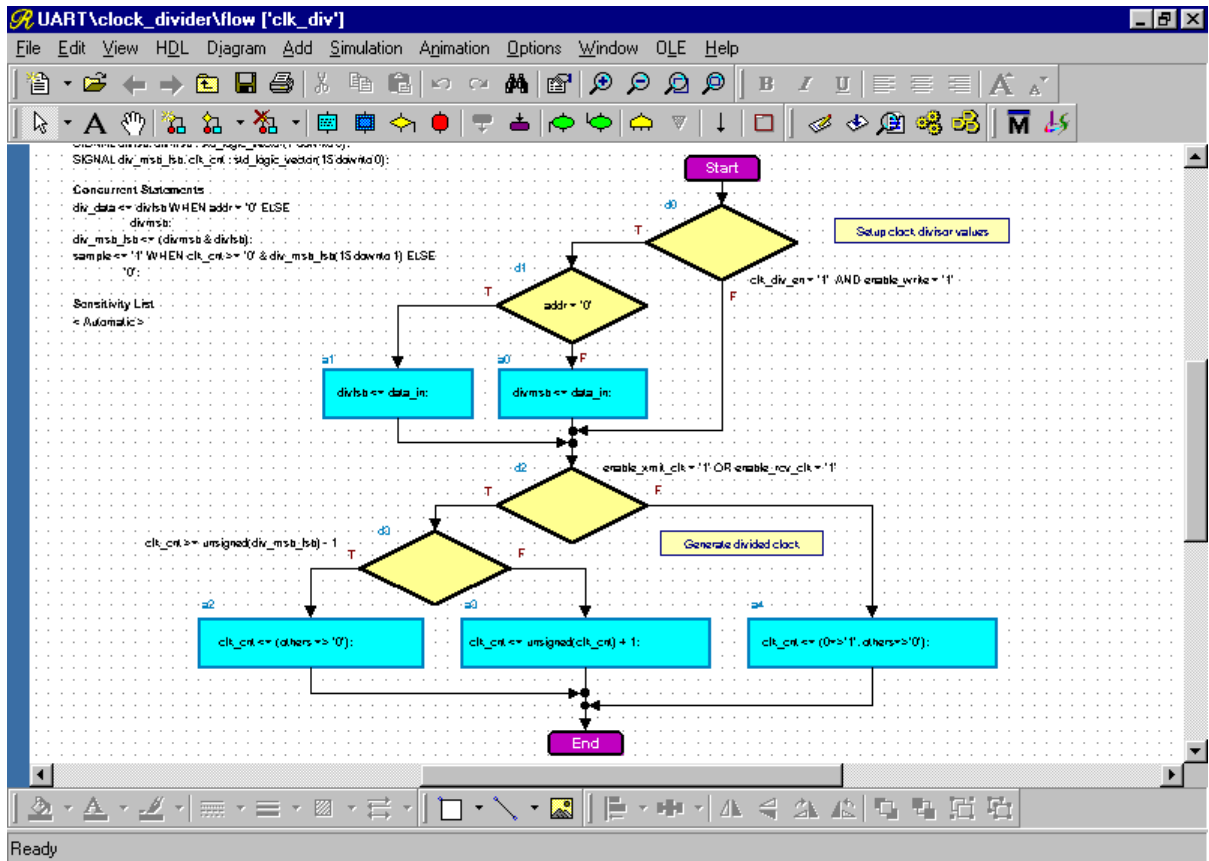 UART\clock_divider\flow ['clk_div']
File Edit View HDL Diagram Add Simulation Animation Options Window OLE Help
B I U A A
A M
SIGNAL div_msb_lsb, clk_cnt : std_logic_vector(15 downto 0);
Concurrent Statements
div_data <= divlsb WHEN addr = '0' ELSE
divmsb;
div_msb_lsb <= (divmsb & divlsb);
sample <= '1' WHEN clk_cnt >= '0' & div_msb_lsb(15 downto 1) ELSE
'0';
Sensitivity List
< Automatic >
Start
d0
T
Setup clock divisor values
clk_div_en = '1' AND enable_write = '1'
F
d1
T
addr = '0'
a1
a0
F
divlsb <= data_in;
divmsb <= data_in;
d2
enable_xmit_clk = '1' OR enable_rcv_clk = '1'
T
F
clk_cnt >= unsigned(div_msb_lsb) - 1
d3
T
F
Generate divided clock
a2
a3
a4
clk_cnt <= (others => '0');
clk_cnt <= unsigned(clk_cnt) + 1;
clk_cnt <= (0=>'1', others=>'0');
End
Ready